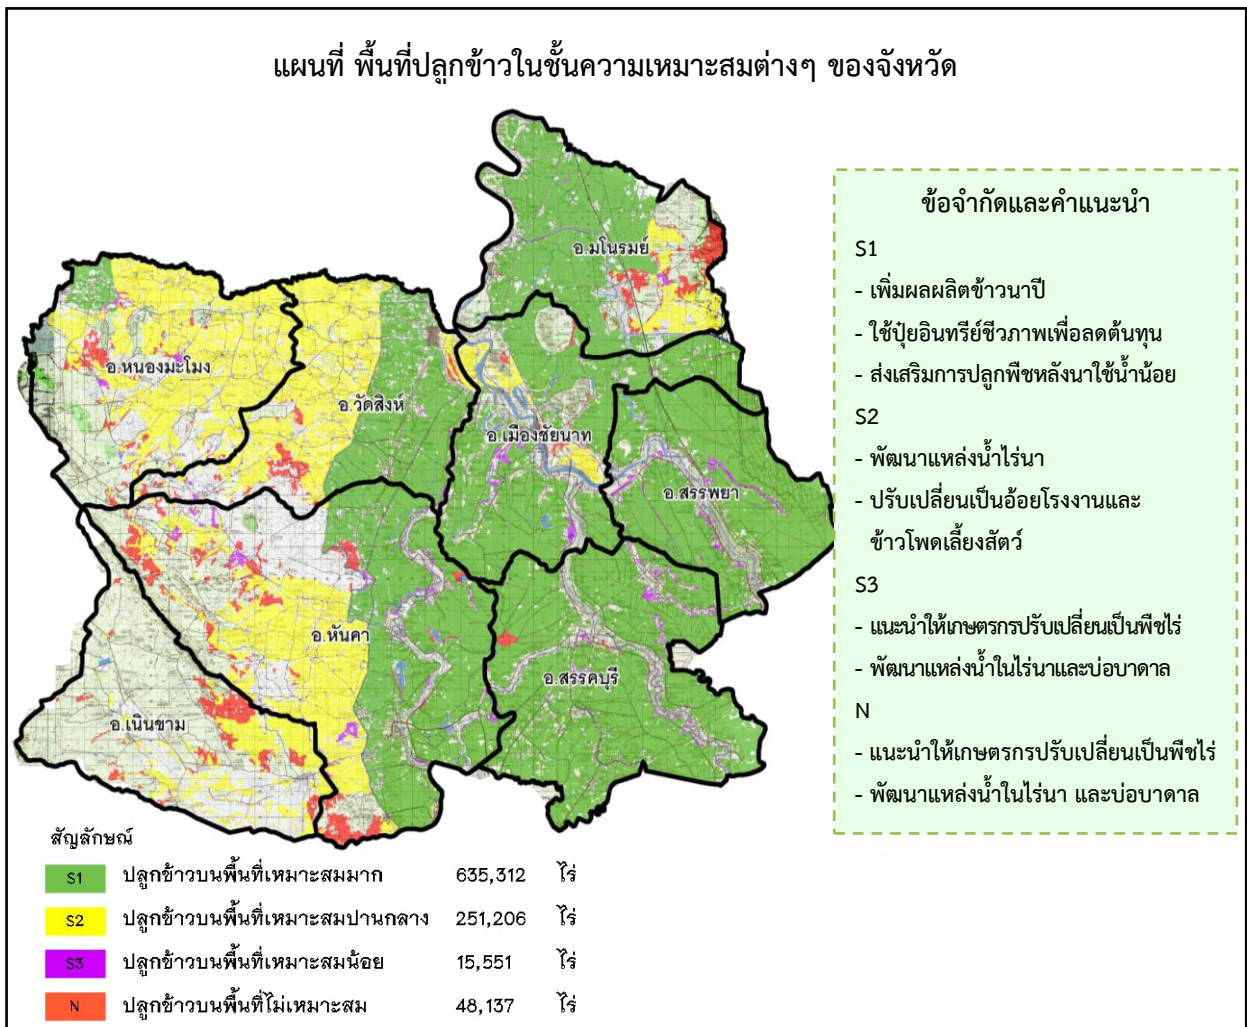 แผนที่ พื้นที่ปลูกข้าวในชั้นความเหมาะสมต่างๆ ของจังหวัด
อ.มโนรมย์
อ.หนองมะโมง
อ.วัดสิงห์
อ.เมืองชัยนาท
อ.สรรพยา
อ.หันคา
อ.สรรคบุรี
อ.เนินขาม
ข้อจำกัดและคำแนะนำ
S1
- เพิ่มผลผลิตข้าวนาปี
- ใช้ปุ๋ยอินทรีย์ชีวภาพเพื่อลดต้นทุน
- ส่งเสริมการปลูกพืชหลังนาใช้น้ำน้อย
S2
- พัฒนาแหล่งน้ำไร่นา
- ปรับเปลี่ยนเป็นอ้อยโรงงานและ
ข้าวโพดเลี้ยงสัตว์
S3
- แนะนำให้เกษตรกรปรับเปลี่ยนเป็นพืชไร่
- พัฒนาแหล่งน้ำในไร่นาและบ่อบาดาล
N
- แนะนำให้เกษตรกรปรับเปลี่ยนเป็นพืชไร่
- พัฒนาแหล่งน้ำในไร่นา และบ่อบาดาล
สัญลักษณ์
S1 ปลูกข้าวบนพื้นที่เหมาะสมมาก 635,312 ไร่
S2 ปลูกข้าวบนพื้นที่เหมาะสมปานกลาง 251,206 ไร่
S3 ปลูกข้าวบนพื้นที่เหมาะสมน้อย 15,551 ไร่
N ปลูกข้าวบนพื้นที่ไม่เหมาะสม 48,137 ไร่